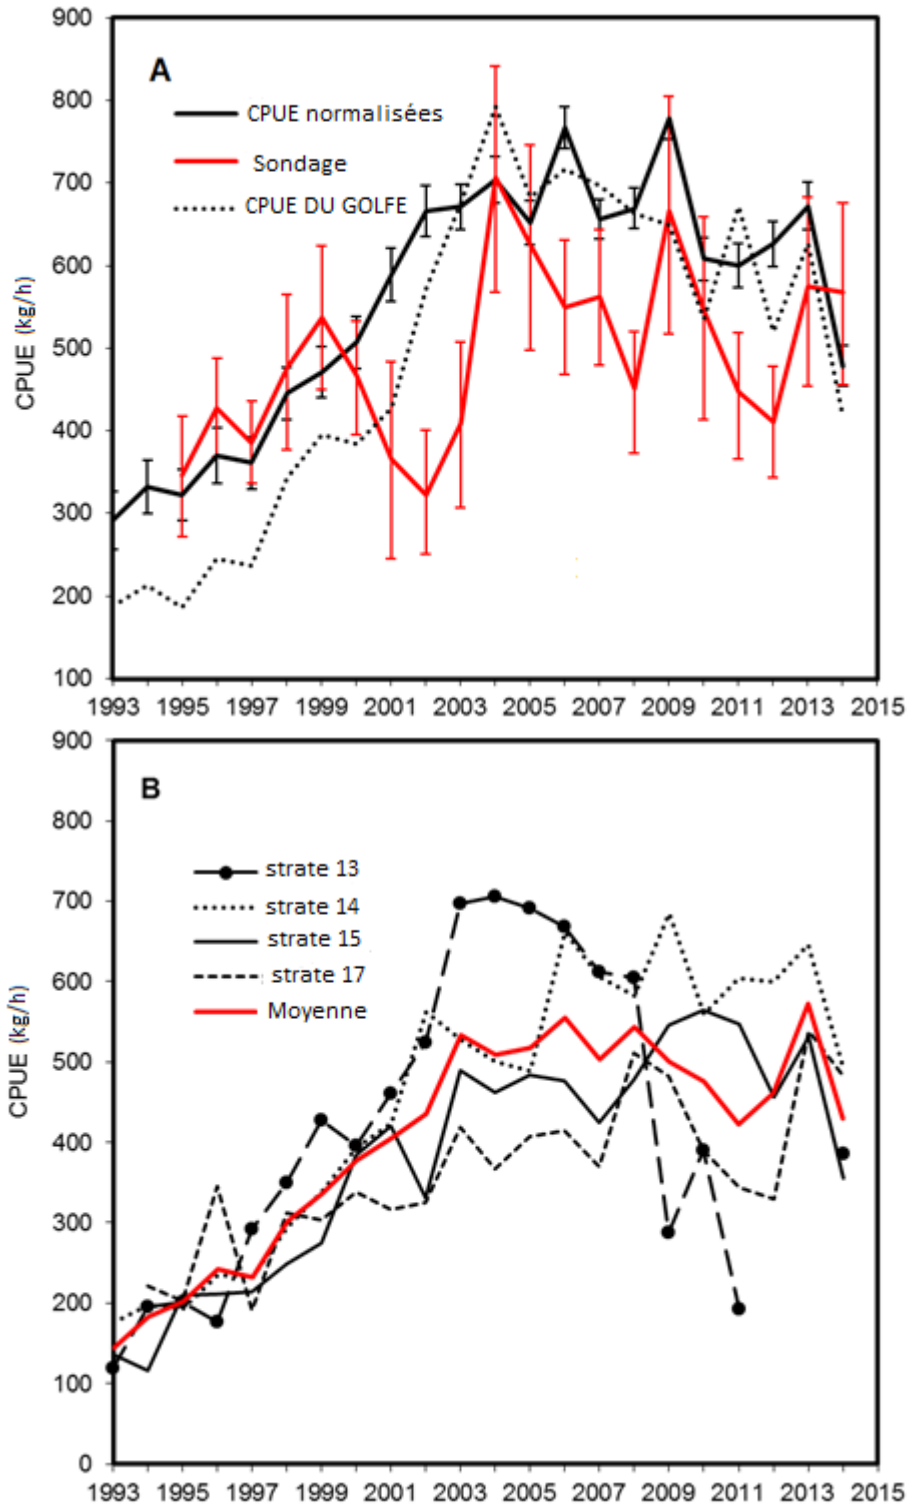 900
800
700
600
500
400
300
200
100
CPUE (kg/h)
A
CPUE normalisées
Sondage
CPUE DU GOLFE
1993 1995 1997 1999 2001 2003 2005 2007 2009 2011 2013 2015
900
800
700
600
500
400
300
200
100
0
CPUE (kg/h)
B
strate 13
strate 14
strate 15
strate 17
Moyenne
1993 1995 1997 1999 2001 2003 2005 2007 2009 2011 2013 2015